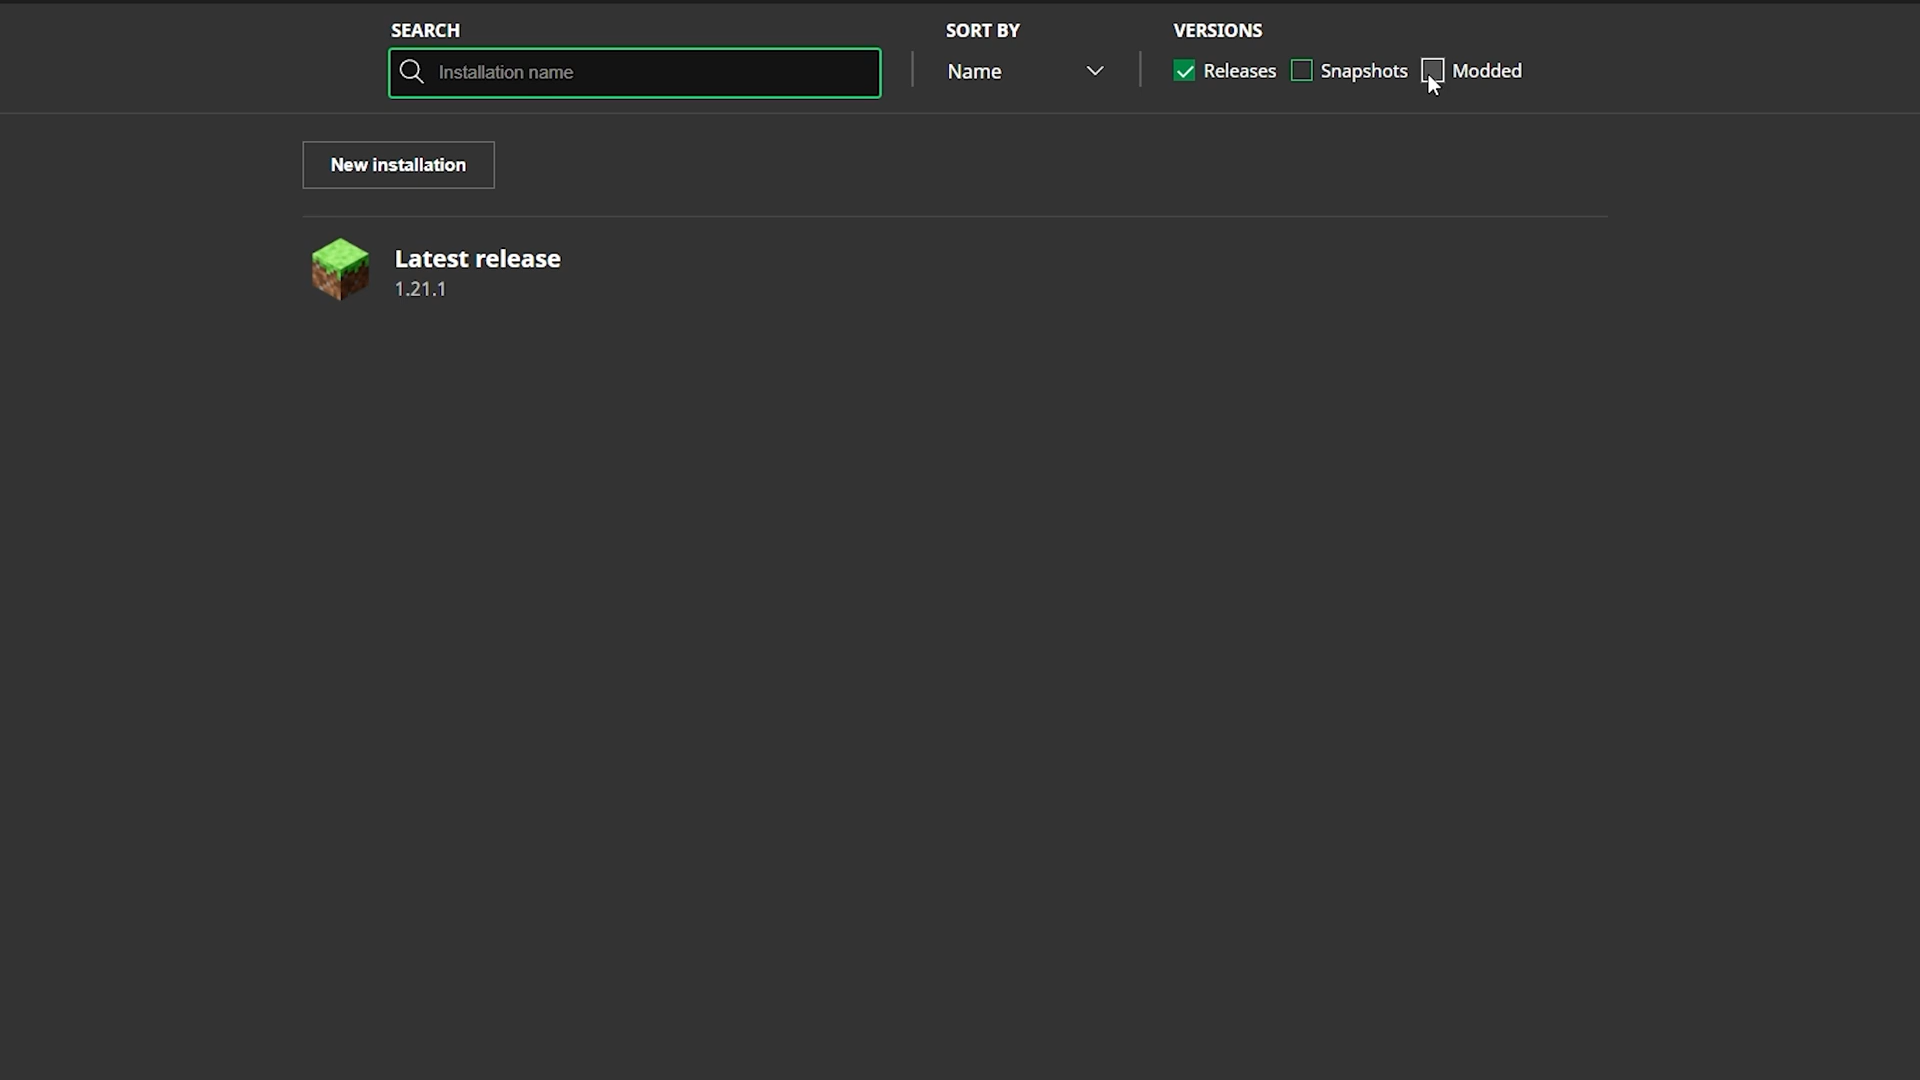 SEARCH
Installation name
SORT BY
Name
VERSIONS
Releases Snapshots Modded
New installation
Latest release
1.21.1